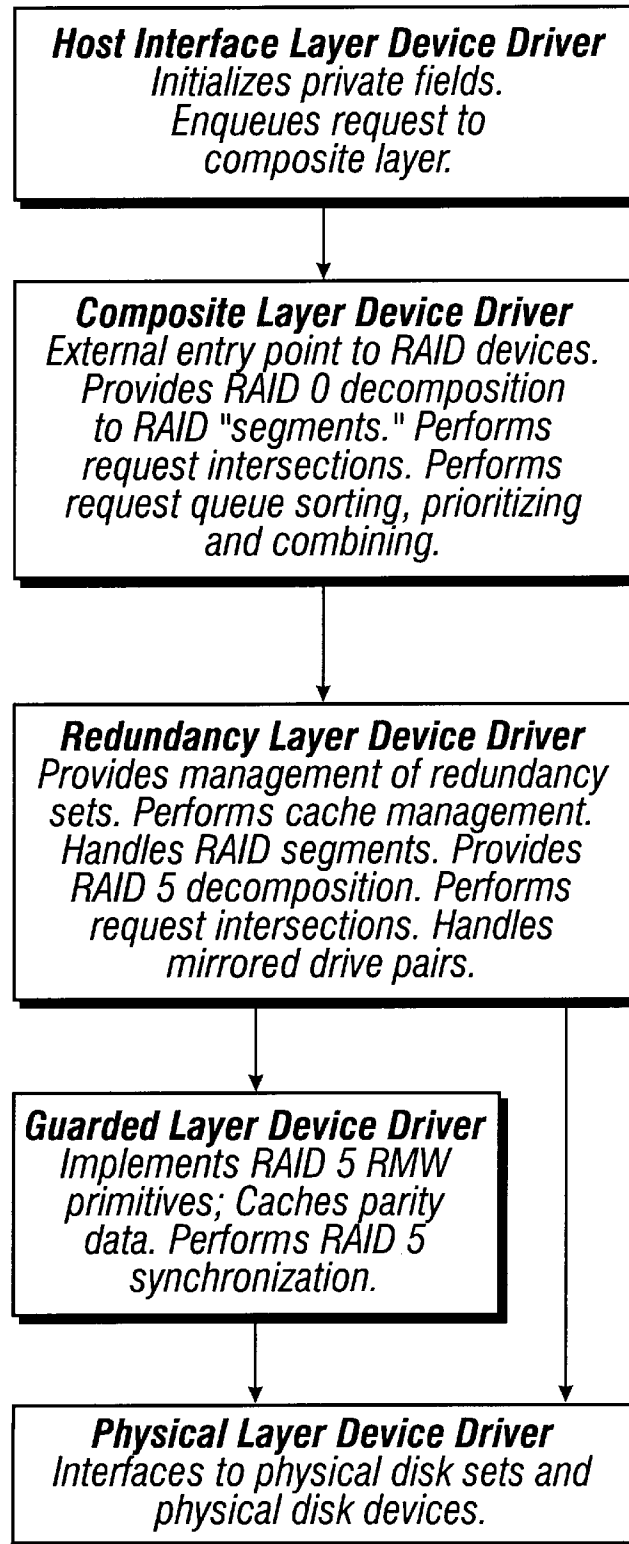 Host Interface Layer Device Driver
Initializes private fields.
Enqueues request to
composite layer.
Composite Layer Device Driver
External entry point to RAID devices.
Provides RAID 0 decomposition
to RAID "segments." Performs
request intersections. Performs
request queue sorting, prioritizing
and combining.
Redundancy Layer Device Driver
Provides management of redundancy
sets. Performs cache management.
Handles RAID segments. Provides
RAID 5 decomposition. Performs
request intersections. Handles
mirrored drive pairs.
Guarded Layer Device Driver
Implements RAID 5 RMW
primitives; Caches parity
data. Performs RAID 5
synchronization.
Physical Layer Device Driver
Interfaces to physical disk sets and
physical disk devices.